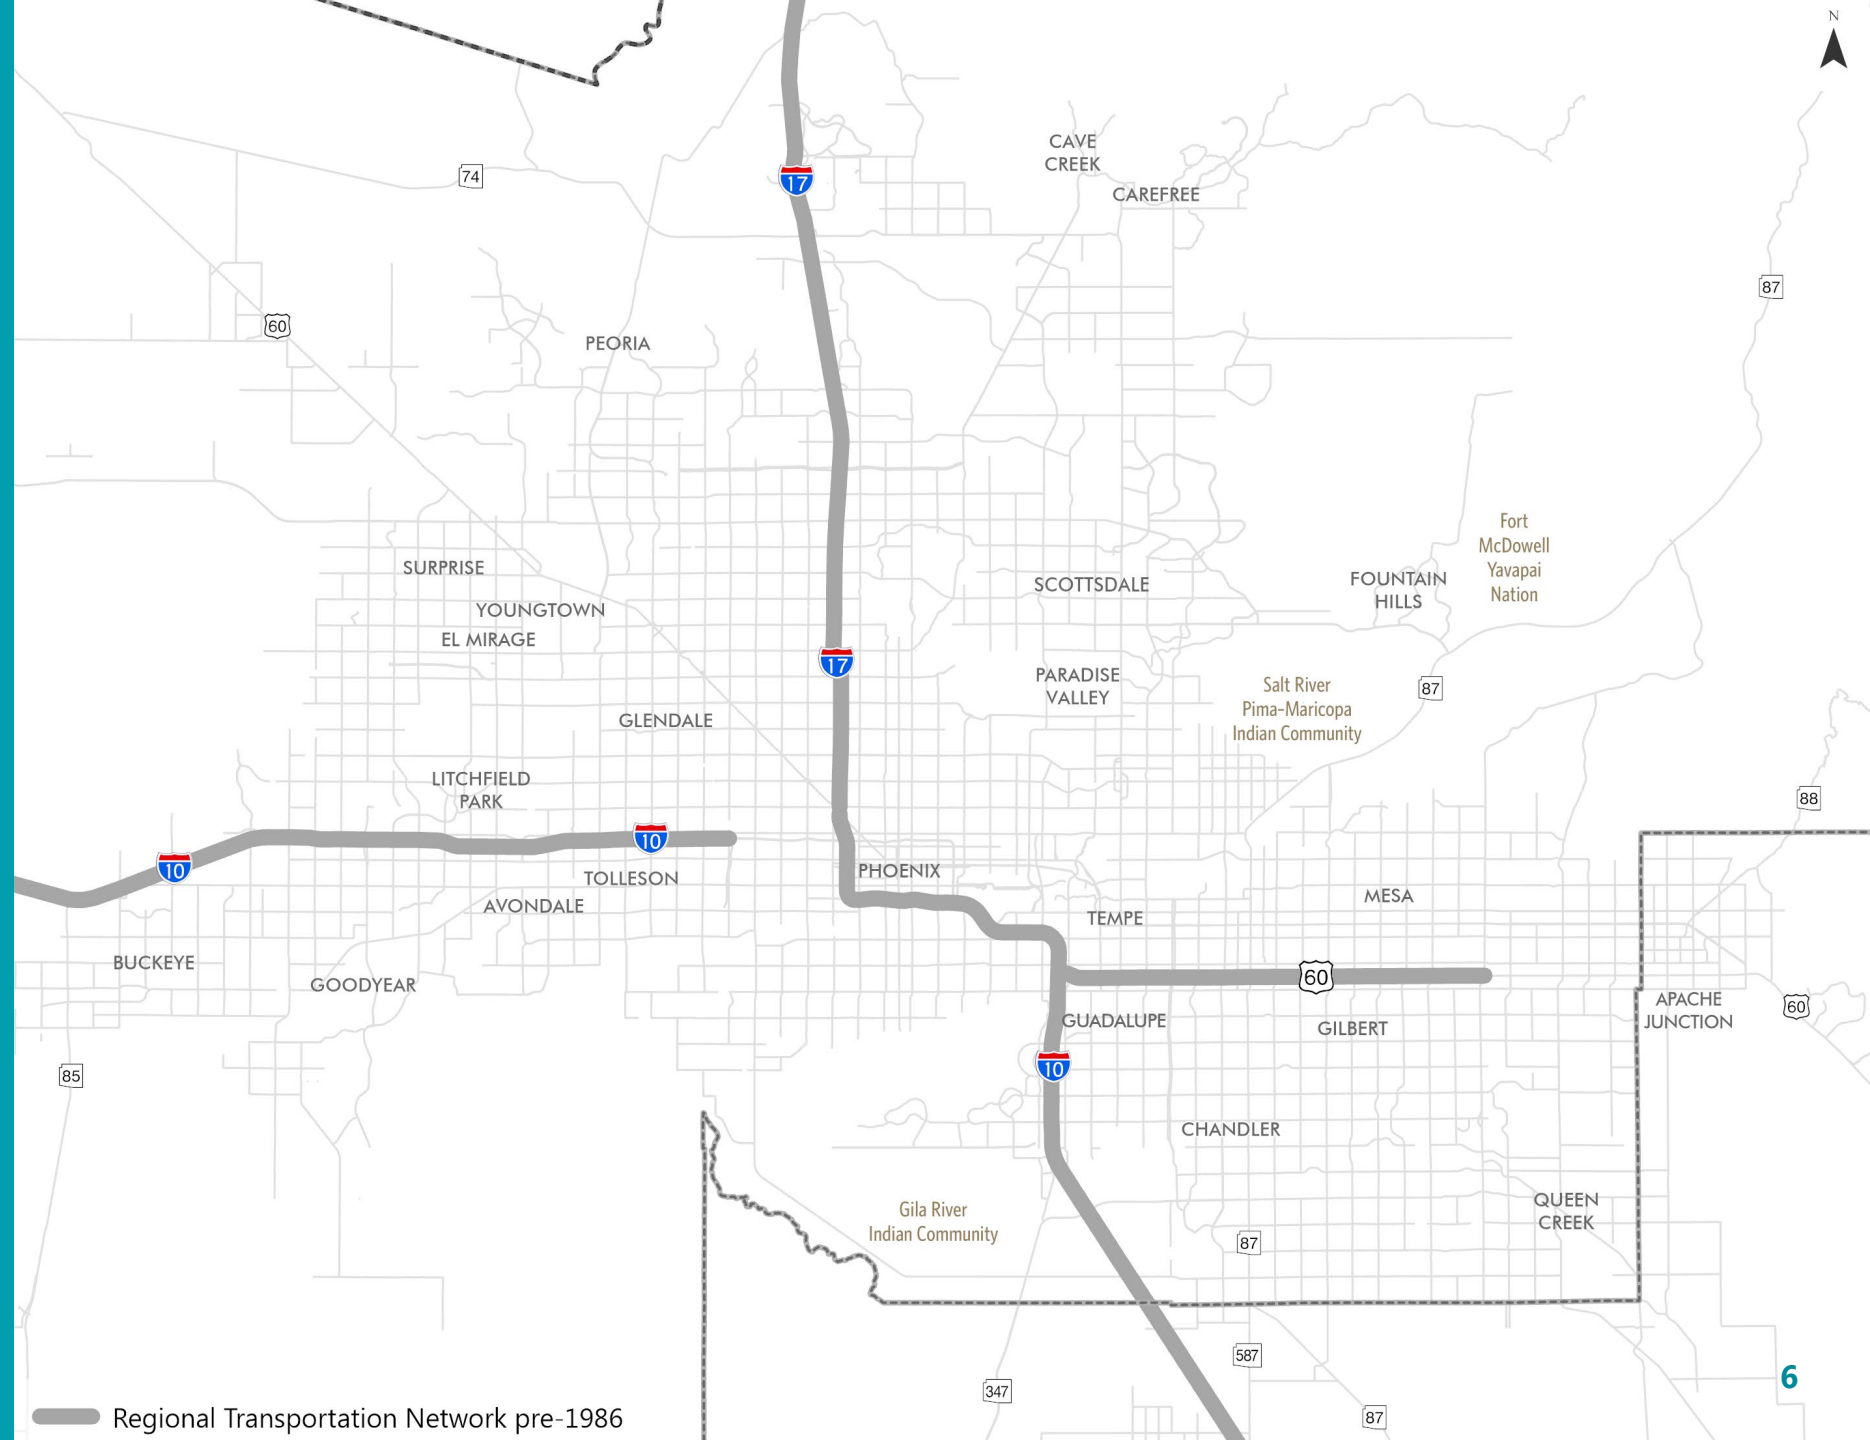 N
CAVE
CREEK
74
17
CAREFREE
87
60
PEORIA
Fort
McDowell
Yavapai
Nation
SURPRISE
SCOTTSDALE
FOUNTAIN
HILLS
YOUNGTOWN
EL MIRAGE
17
PARADISE
VALLEY
Salt River
Pima-Maricopa
Indian Community
87
GLENDALE
LITCHFIELD
PARK
88
10
10
PHOENIX
TOLLESON
MESA
AVONDALE
TEMPE
BUCKEYE
60
GOODYEAR
APACHE
JUNCTION
60
GUADALUPE
GILBERT
10
85
CHANDLER
Gila River
Indian Community
QUEEN
CREEK
87
587
6
347
87
Regional Transportation Network pre-1986